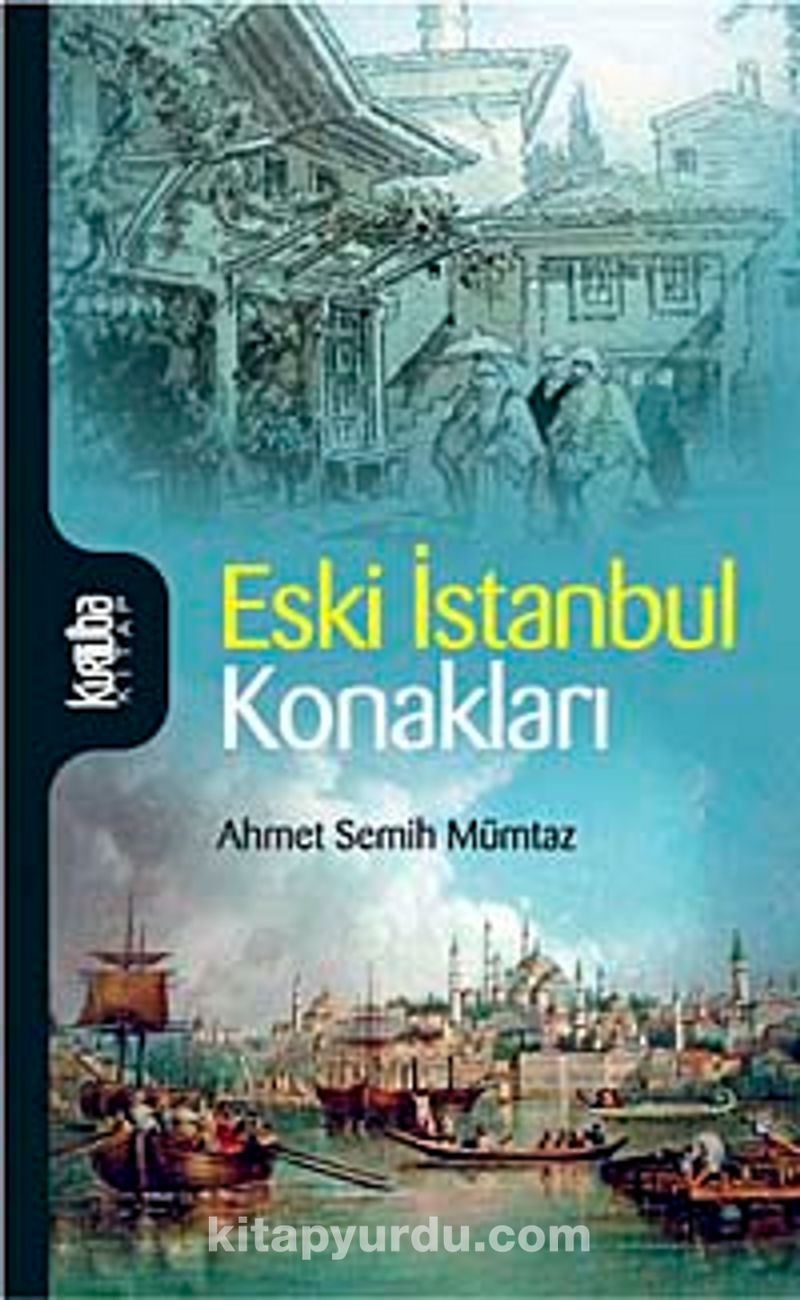 Eski İstanbul
Konakları
kurtuba
KİTAP
Ahmet Semih Mümtaz
kitapyurdu.com